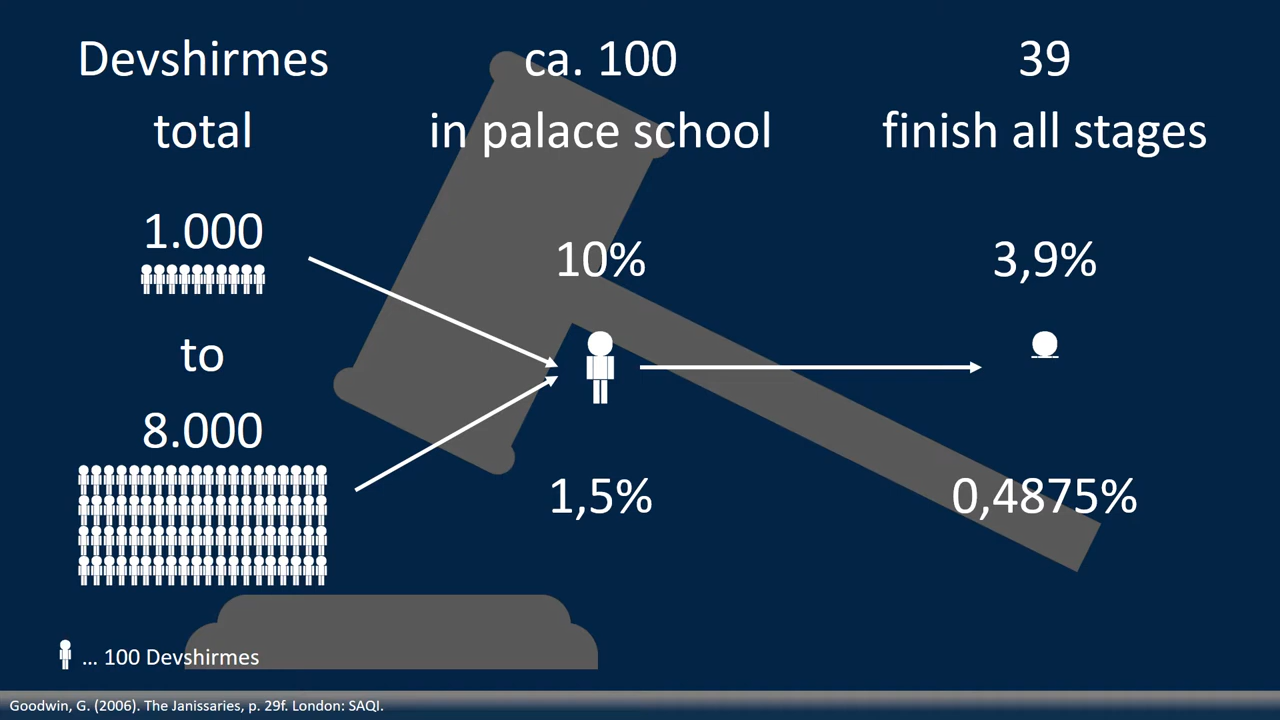 Devshirmes
total
ca. 100
in palace school
39
finish all stages
1.000
10%
3,9%
to
8.000
1,5%
0,4875%
... 100 Devshirmes
Goodwin, G. (2006). The Janissaries, p. 29f. London: SAQI.